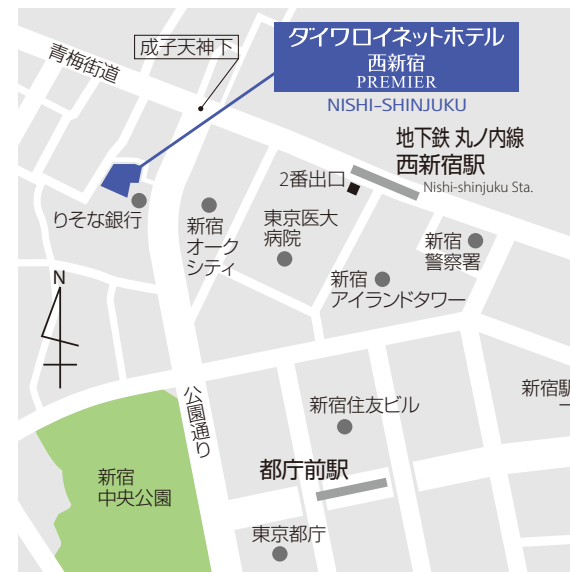 ダイワロイネットホテル
西新宿
PREMIER
NISHI-SHINJUKU
成子天神下
青梅街道
地下鉄 丸ノ内線
西新宿駅
Nishi-shinjuku Sta.
2番出口
りそな銀行
新宿
オーク
シティ
東京医大
病院
新宿
警察署
新宿
アイランドタワー
N
公園通り
新宿住友ビル
新宿駅
都庁前駅
新宿
中央公園
東京都庁